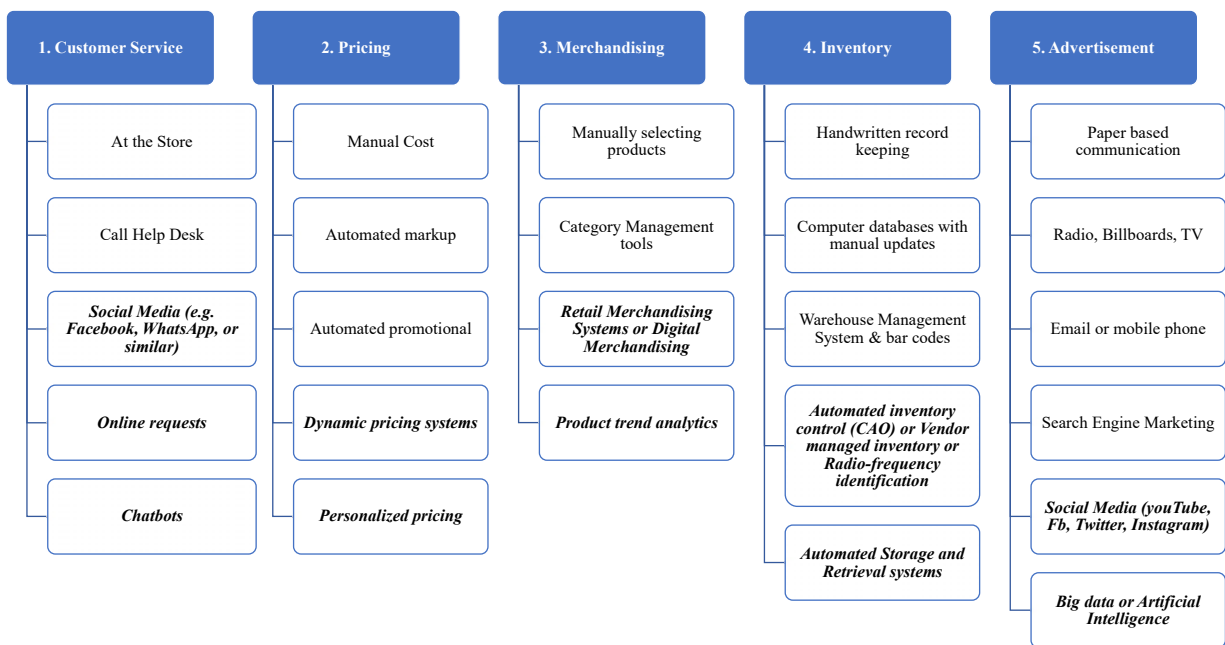 1. Customer Service
At the Store
Call Help Desk
Social Media (e.g.
Facebook, WhatsApp, or
similar)
Online requests
Chatbots
2. Pricing
Manual Cost
Automated markup
Automated promotional
Dynamic pricing systems
Personalized pricing
3. Merchandising
Manually selecting
products
Category Management
tools
Retail Merchandising
Systems or Digital
Merchandising
Product trend analytics
4. Inventory
Handwritten record
keeping
Computer databases with
manual updates
Warehouse Management
System & bar codes
Automated inventory
control (CAO) or Vendor
managed inventory or
Radio-frequency
identification
Automated Storage and
Retrieval systems
5. Advertisement
Paper based
communication
Radio, Billboards, TV
Email or mobile phone
Search Engine Marketing
Social Media (youTube,
Fb, Twitter, Instagram)
Big data or Artificial
Intelligence